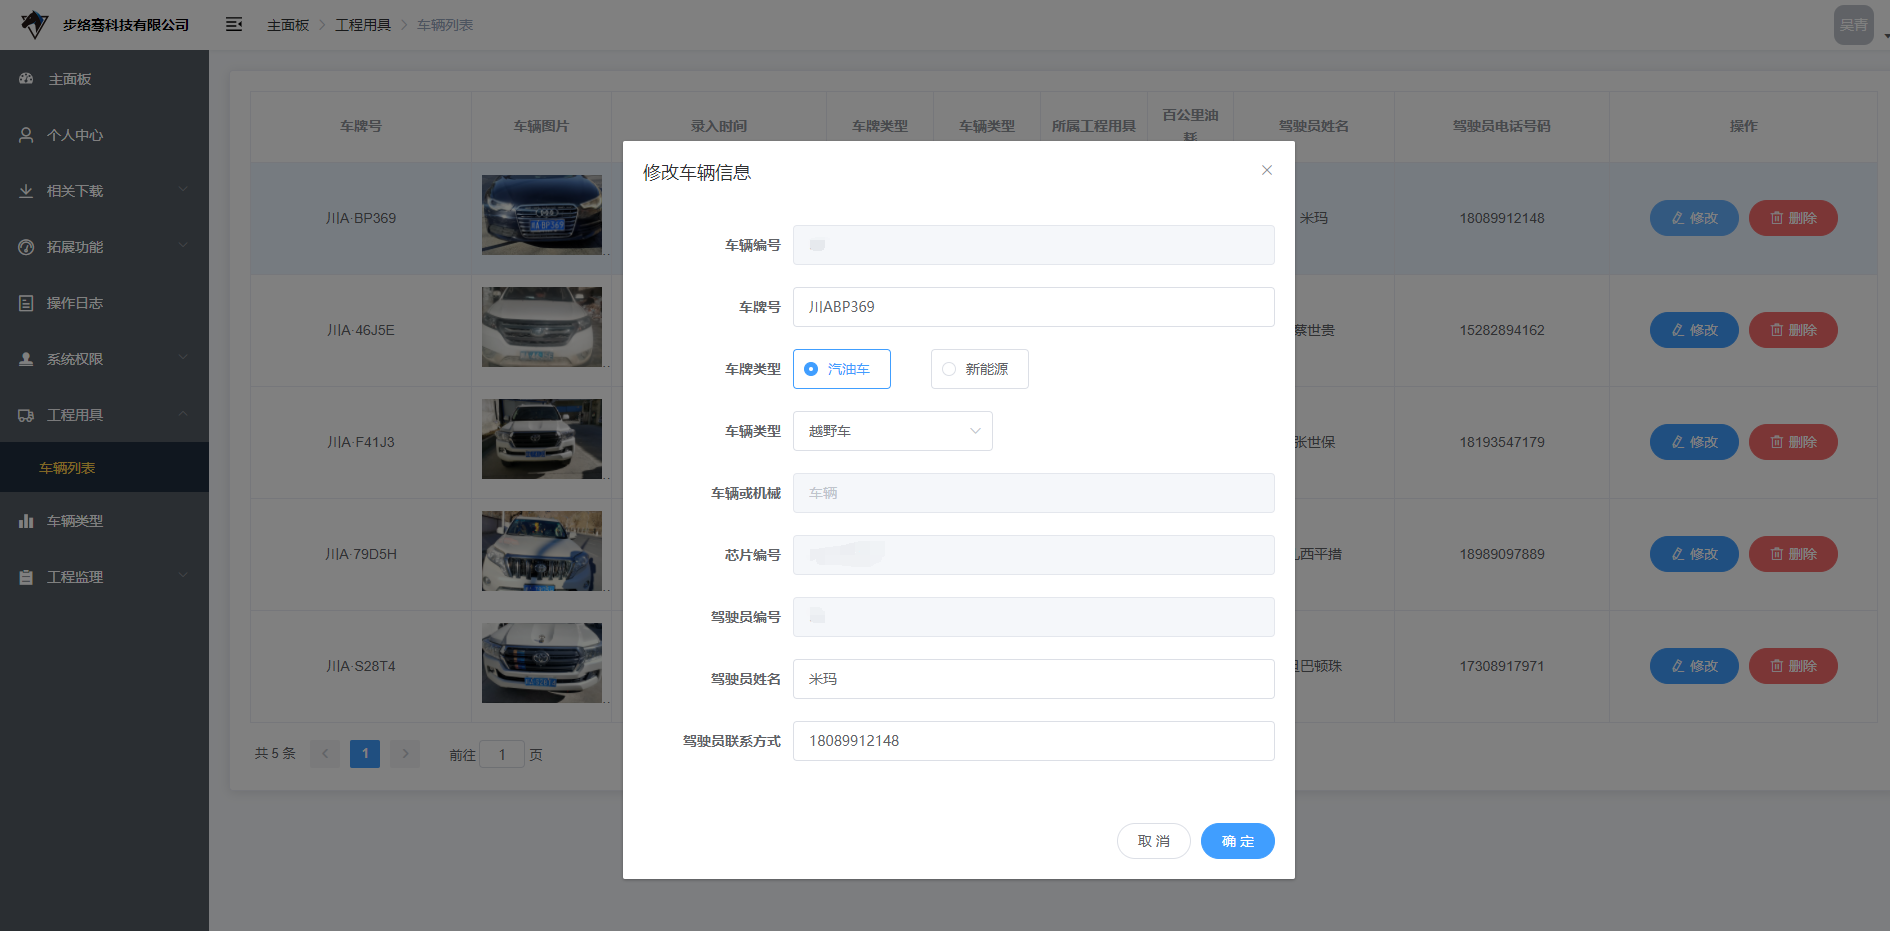 步络骞科技有限公司
主面板 > 工程用具 > 车辆列表
吴青
主面板
个人中心
相关下载
拓展功能
操作日志
系统权限
工程用具
车辆列表
车辆类型
工程监理
车牌号 车辆图片 录入时间 车牌类型 车辆类型 所属工程用具 百公里油耗 驾驶员姓名 驾驶员电话号码 操作
川A·BP369 米玛 18089912148 修改 删除
川A·46J5E 蔡世贵 15282894162 修改 删除
川A·F41J3 张世保 18193547179 修改 删除
川A·79D5H 西平措 18989097889 修改 删除
川A·S28T4 巴顿珠 17308917971 修改 删除
共 5 条 1 前往 1 页
修改车辆信息
车辆编号
车牌号 川ABP369
车牌类型 汽油车 新能源
车辆类型 越野车
车辆或机械 车辆
芯片编号
驾驶员编号
驾驶员姓名 米玛
驾驶员联系方式 18089912148
取 消 确 定